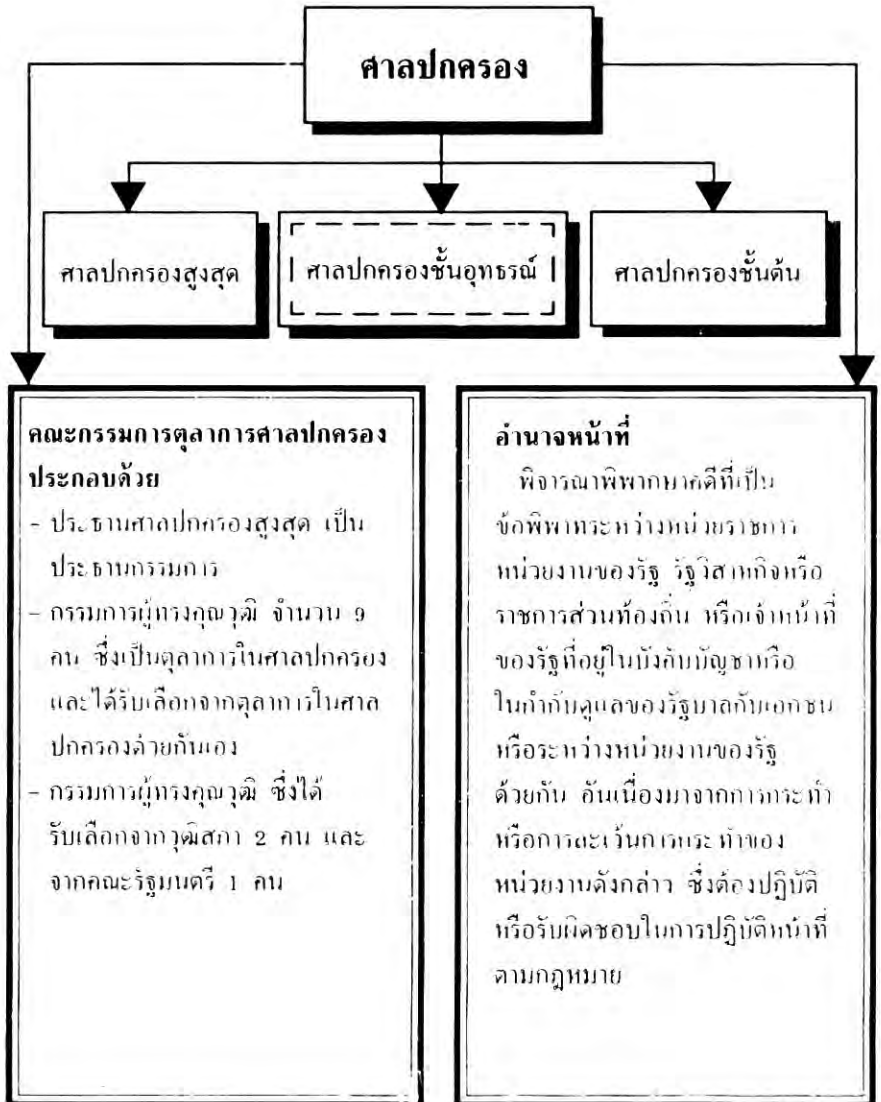 ศาลปกครอง
ศาลปกครองสูงสุด
ศาลปกครองชั้นอุทธรณ์
ศาลปกครองชั้นต้น
คณะกรรมการตุลาการศาลปกครอง
ประกอบด้วย
- ประธานศาลปกครองสูงสุด เป็น
ประธานกรรมการ
- กรรมการผู้ทรงคุณวุฒิ จำนวน 9
คน ซึ่งเป็นตุลาการในศาลปกครอง
และได้รับเลือกจากตุลาการในศาล
ปกครองด้วยกันเอง
- กรรมการผู้ทรงคุณวุฒิ ซึ่งได้
รับเลือกจากวุฒิสภา 2 คน และ
จากคณะรัฐมนตรี 1 คน
อำนาจหน้าที่
พิจารณาพิพากษาคดีที่เป็น
ข้อพิพาทระหว่างหน่วยราชการ
หน่วยงานของรัฐ รัฐวิสาหกิจหรือ
ราชการส่วนท้องถิ่น หรือเจ้าหน้าที่
ของรัฐที่อยู่ในบังคับบัญชาหรือ
ในกำกับดูแลของรัฐบาลกับเอกชน
หรือระหว่างหน่วยงานของรัฐ
ด้วยกัน อันเนื่องมาจากการกระทำ
หรือการละเว้นการกระทำของ
หน่วยงานดังกล่าว ซึ่งต้องปฏิบัติ
หรือรับผิดชอบในการปฏิบัติหน้าที่
ตามกฎหมาย